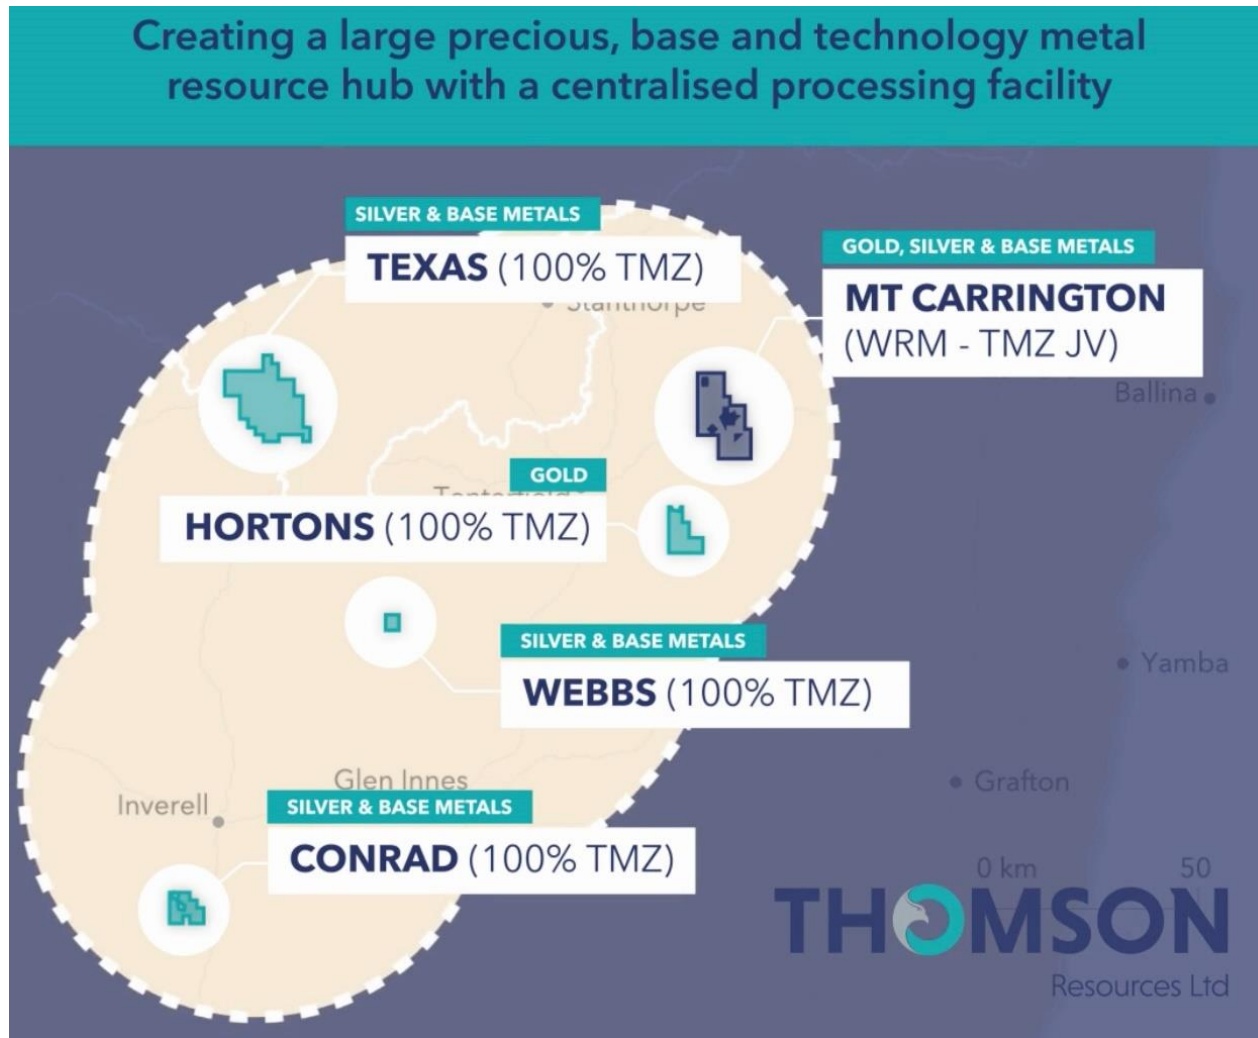 Creating a large precious, base and technology metal
resource hub with a centralised processing facility
SILVER & BASE METALS
TEXAS (100% TMZ)
Stanthorpe
GOLD, SILVER & BASE METALS
MT CARRINGTON
(WRM - TMZ JV)
Ballina
GOLD
Tenterfield
HORTONS (100% TMZ)
SILVER & BASE METALS
WEBBS (100% TMZ)
Yamba
Glen Innes
Grafton
Inverell
SILVER & BASE METALS
CONRAD (100% TMZ)
0 km 50
THOMSON
Resources Ltd